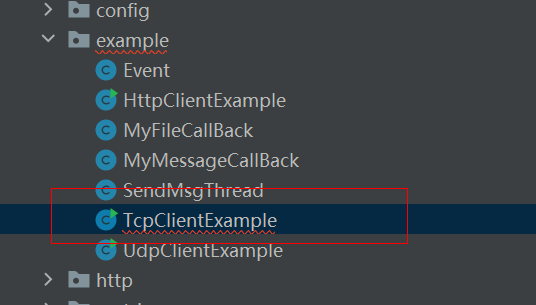 config
example
Event
HttpClientExample
MyFileCallBack
MyMessageCallBack
SendMsgThread
TcpClientExample
UdpClientExample
http